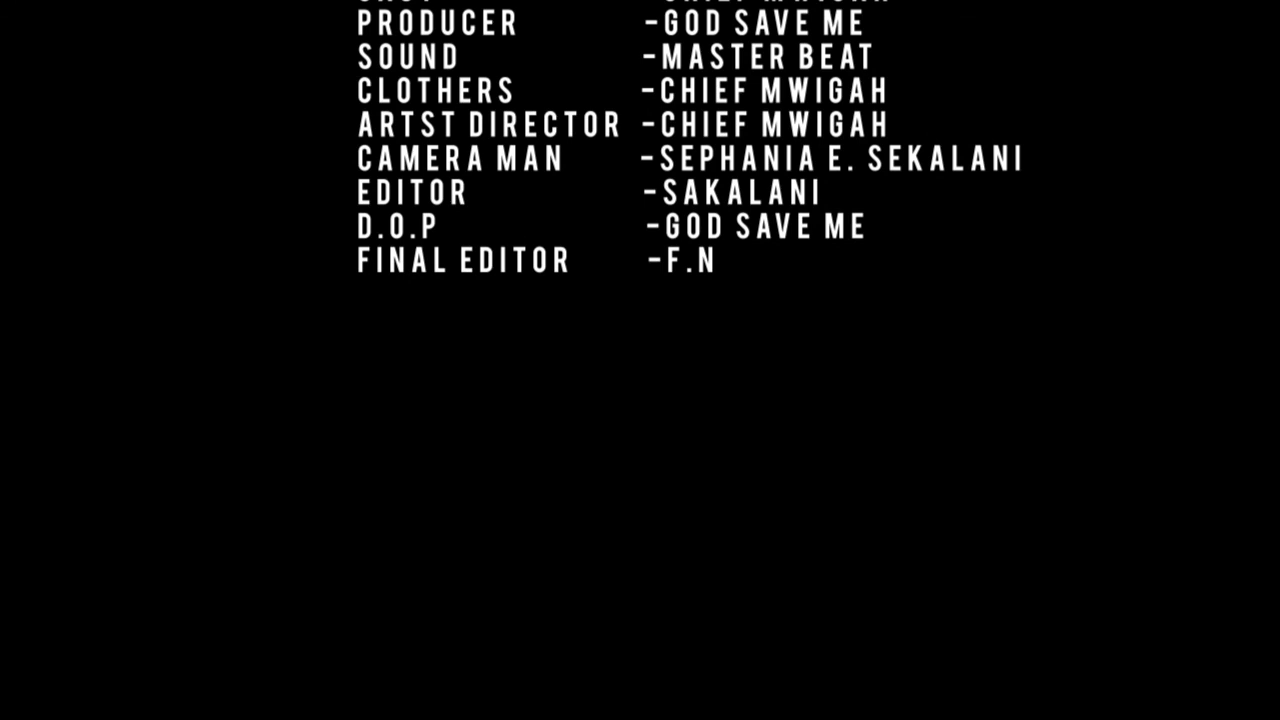 PRODUCER -GOD SAVE ME
SOUND -MASTER BEAT
CLOTHERS -CHIEF MWIGAH
ARTST DIRECTOR -CHIEF MWIGAH
CAMERA MAN -SEPHANIA E. SEKALANI
EDITOR -SAKALANI
D.O.P -GOD SAVE ME
FINAL EDITOR -F.N